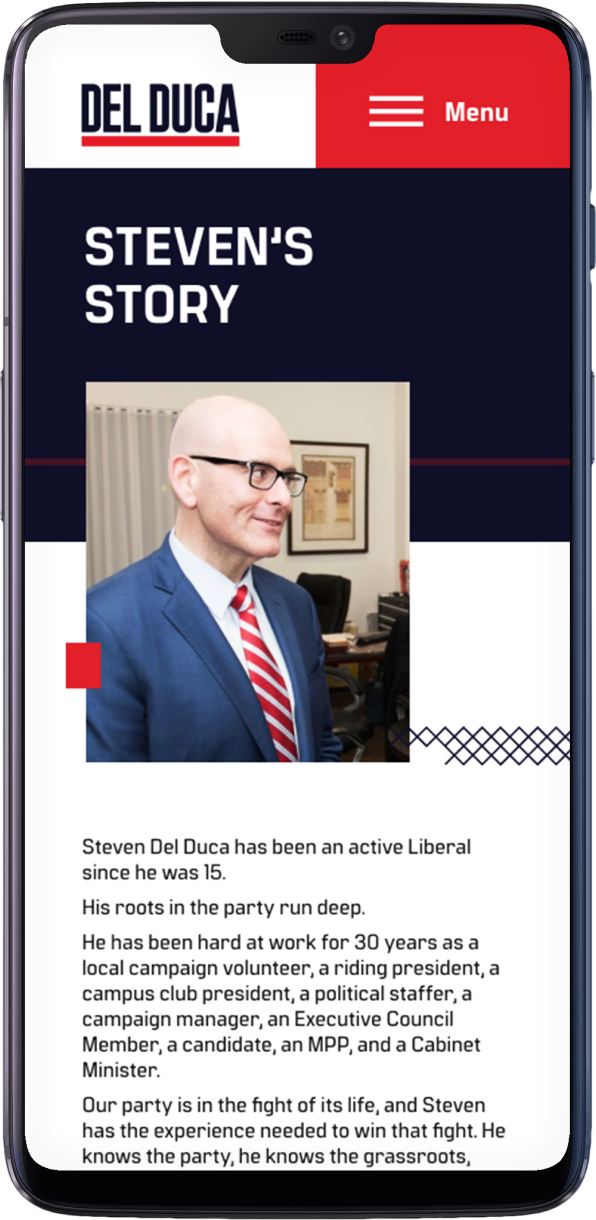 DEL DUCA
Menu
STEVEN'S
STORY
Steven Del Duca has been an active Liberal
since he was 15.
His roots in the party run deep.
He has been hard at work for 30 years as a
local campaign volunteer, a riding president, a
campus club president, a political staffer, a
campaign manager, an Executive Council
Member, a candidate, an MPP, and a Cabinet
Minister.
Our party is in the fight of its life, and Steven
has the experience needed to win that fight. He
knows the party, he knows the grassroots,